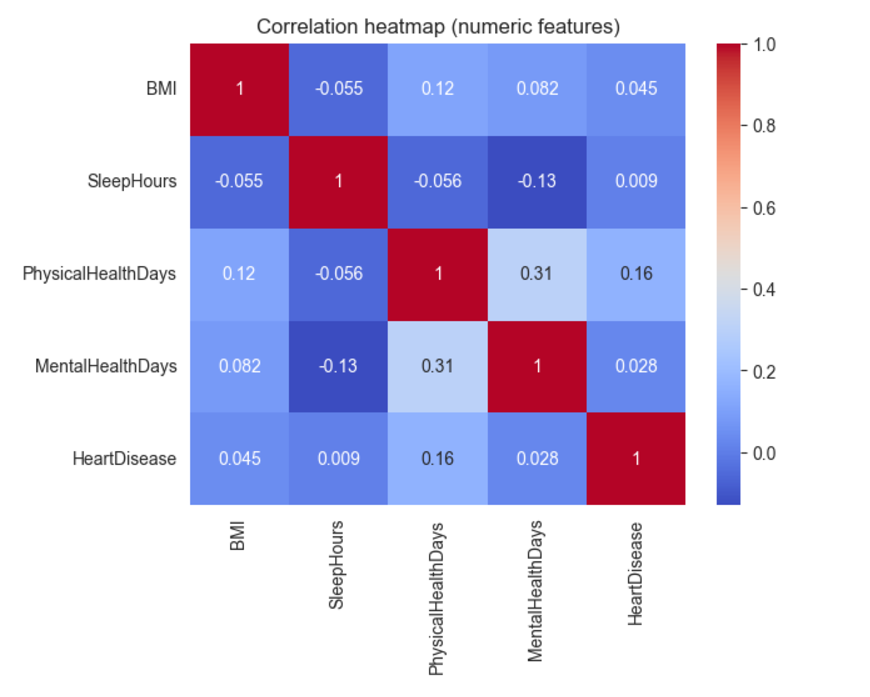 Correlation heatmap (numeric features)
BMI 1 -0.055 0.12 0.082 0.045
SleepHours -0.055 1 -0.056 -0.13 0.009
PhysicalHealthDays 0.12 -0.056 1 0.31 0.16
MentalHealthDays 0.082 -0.13 0.31 1 0.028
HeartDisease 0.045 0.009 0.16 0.028 1
BMI
SleepHours
PhysicalHealthDays
MentalHealthDays
HeartDisease
1.0
0.8
0.6
0.4
0.2
0.0